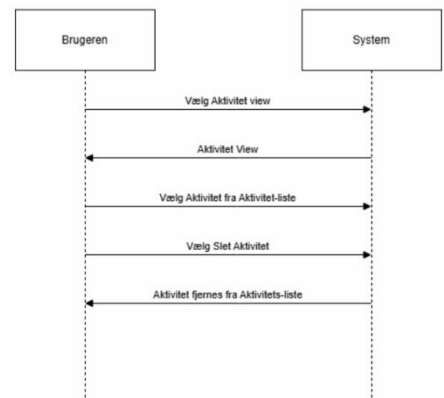 Brugeren
System
Vælg Aktivitet view
Aktivitet View
Vælg Aktivitet fra Aktivitet-liste
Vælg Slet Aktivitet
Aktivitet fjernes fra Aktivitets-liste